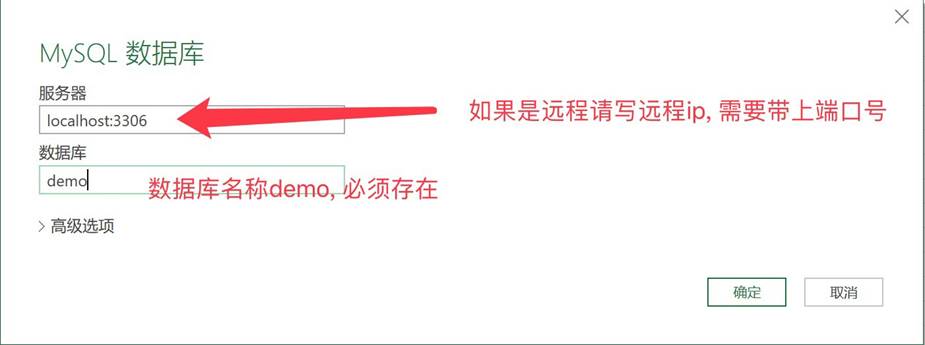 MySQL 数据库
服务器
localhost:3306
如果是远程请写远程ip, 需要带上端口号
数据库
demo
数据库名称demo, 必须存在
高级选项
确定
取消